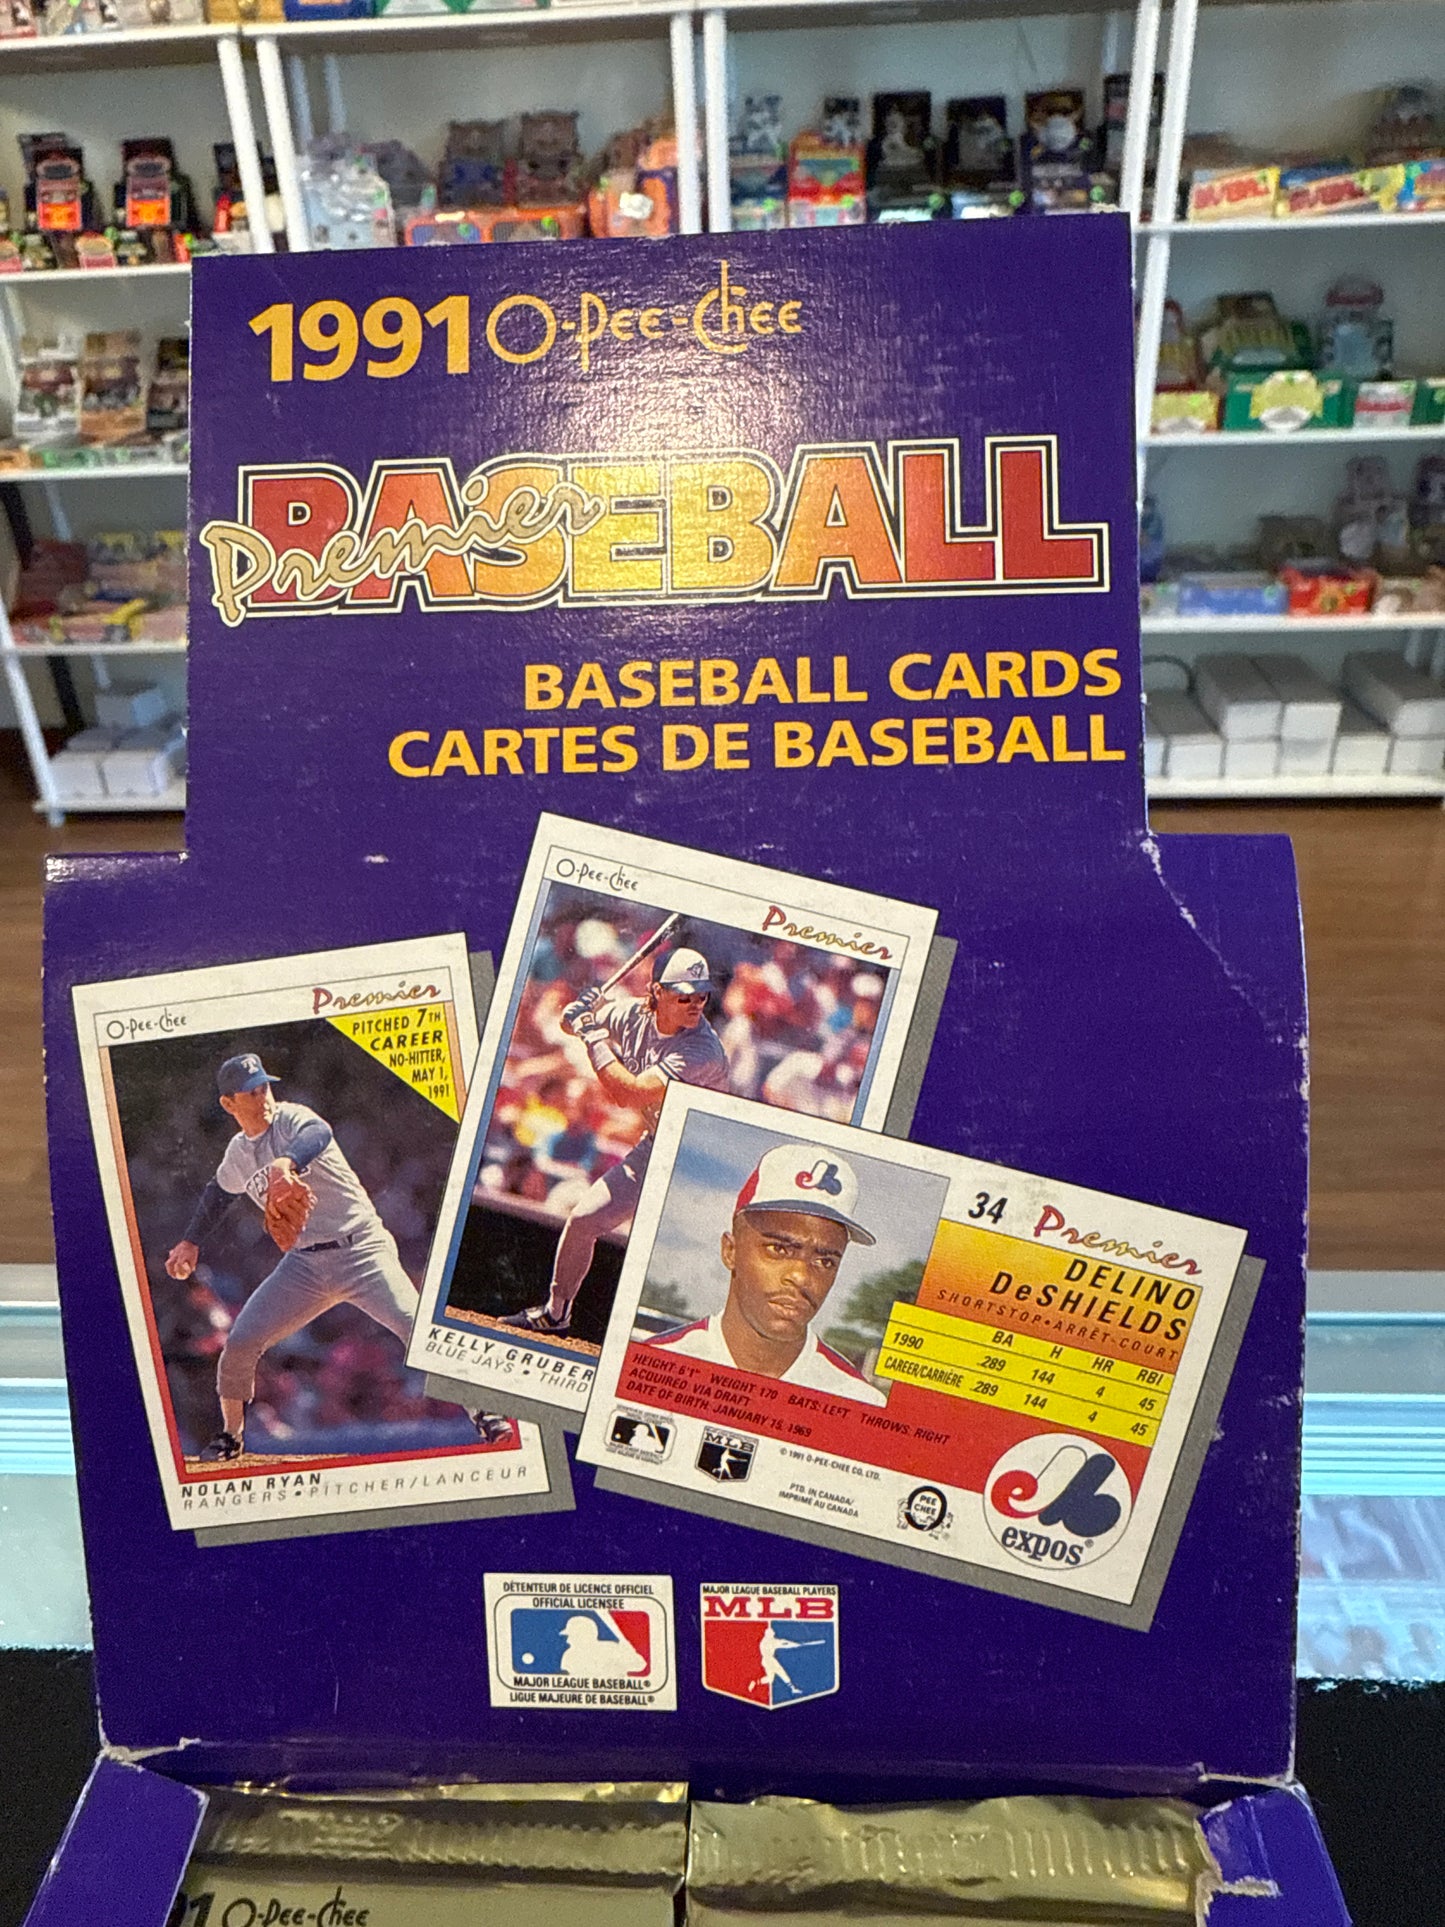 1991 O-Pee-Chee
Premier
BASEBALL
BASEBALL CARDS
CARTES DE BASEBALL
O-Pee-Chee
Premier
PITCHED 7TH
CAREER
NO-HITTER,
MAY 1,
1991
NOLAN RYAN
RANGERS • PITCHER/LANCEUR
O-Pee-Chee
Premier
KELLY GRUBER
BLUE JAYS • THIRD
34 Premier
DELINO
DeSHIELDS
SHORTSTOP • ARRÊT-COURT
BA H HR RBI
1990 .289 144 4 45
CAREER/CARRIÈRE .289 144 4 45
HEIGHT: 6'1" WEIGHT: 170 BATS: LEFT THROWS: RIGHT
ACQUIRED: VIA DRAFT
DATE OF BIRTH: JANUARY 15, 1969
MLB
© 1991 O-PEE-CHEE CO. LTD.
PTD. IN CANADA/
IMPRIMÉ AU CANADA
PEE
CHEE
expos
DÉTENTEUR DE LICENCE OFFICIEL
OFFICIAL LICENSEE
MAJOR LEAGUE BASEBALL®
LIGUE MAJEURE DE BASEBALL®
MAJOR LEAGUE BASEBALL PLAYERS
MLB
91 O-Pee-Chee